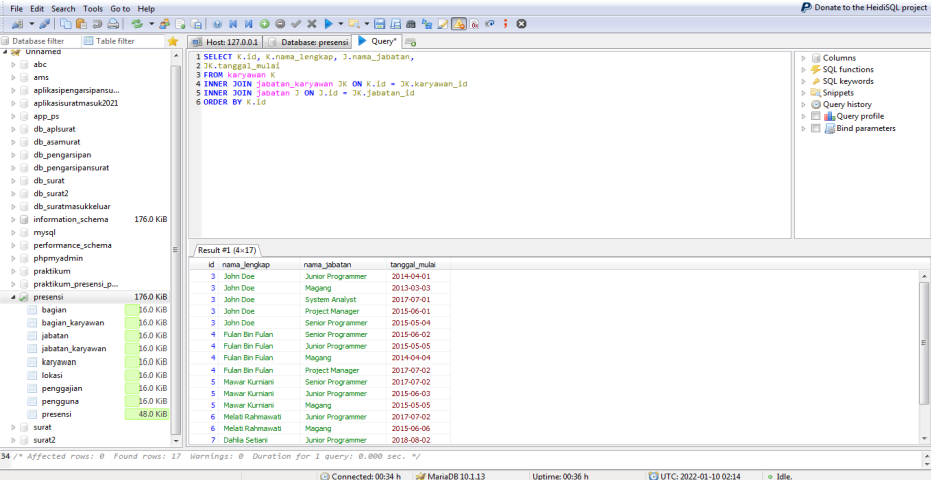 File Edit Search Tools Go to Help
Donate to the HeidiSQL project
Database filter Table filter
Host: 127.0.0.1 Database: presensi Query*
Unnamed
abc
ams
aplikasipengarsipansu...
aplikasisuratmasuk2021
app_ps
db_aplsurat
db_asamurat
db_pengarsipan
db_pengarsipansurat
db_surat
db_surat2
db_suratmasukkeluar
information_schema 176.0 KiB
mysql
performance_schema
phpmyadmin
praktikum
praktikum_presensi_p...
presensi 176.0 KiB
bagian 16.0 KiB
bagian_karyawan 16.0 KiB
jabatan 16.0 KiB
jabatan_karyawan 16.0 KiB
karyawan 16.0 KiB
lokasi 16.0 KiB
penggajian 16.0 KiB
pengguna 16.0 KiB
presensi 48.0 KiB
surat
surat2
1 SELECT K.id, K.nama_lengkap, J.nama_jabatan,
2 JK.tanggal_mulai
3 FROM karyawan K
4 INNER JOIN jabatan_karyawan JK ON K.id = JK.karyawan_id
5 INNER JOIN jabatan J ON J.id = JK.jabatan_id
6 ORDER BY K.id
Columns
SQL functions
SQL keywords
Snippets
Query history
Query profile
Bind parameters
Result #1 (4×17)
id nama_lengkap nama_jabatan tanggal_mulai
3 John Doe Junior Programmer 2014-04-01
3 John Doe Magang 2013-03-03
3 John Doe System Analyst 2017-07-01
3 John Doe Project Manager 2015-06-01
3 John Doe Senior Programmer 2015-05-04
4 Fulan Bin Fulan Senior Programmer 2015-06-02
4 Fulan Bin Fulan Junior Programmer 2015-05-05
4 Fulan Bin Fulan Magang 2014-04-04
4 Fulan Bin Fulan Project Manager 2017-07-02
5 Mawar Kurniani Senior Programmer 2017-07-02
5 Mawar Kurniani Junior Programmer 2015-06-03
5 Mawar Kurniani Magang 2015-05-05
6 Melati Rahmawati Junior Programmer 2017-07-02
6 Melati Rahmawati Magang 2015-06-06
7 Dahlia Setiani Junior Programmer 2018-08-02
34 /* Affected rows: 0 Found rows: 17 Warnings: 0 Duration for 1 query: 0.000 sec. */
Connected: 00:34 h MariaDB 10.1.13 Uptime: 00:36 h UTC: 2022-01-10 02:14 Idle.